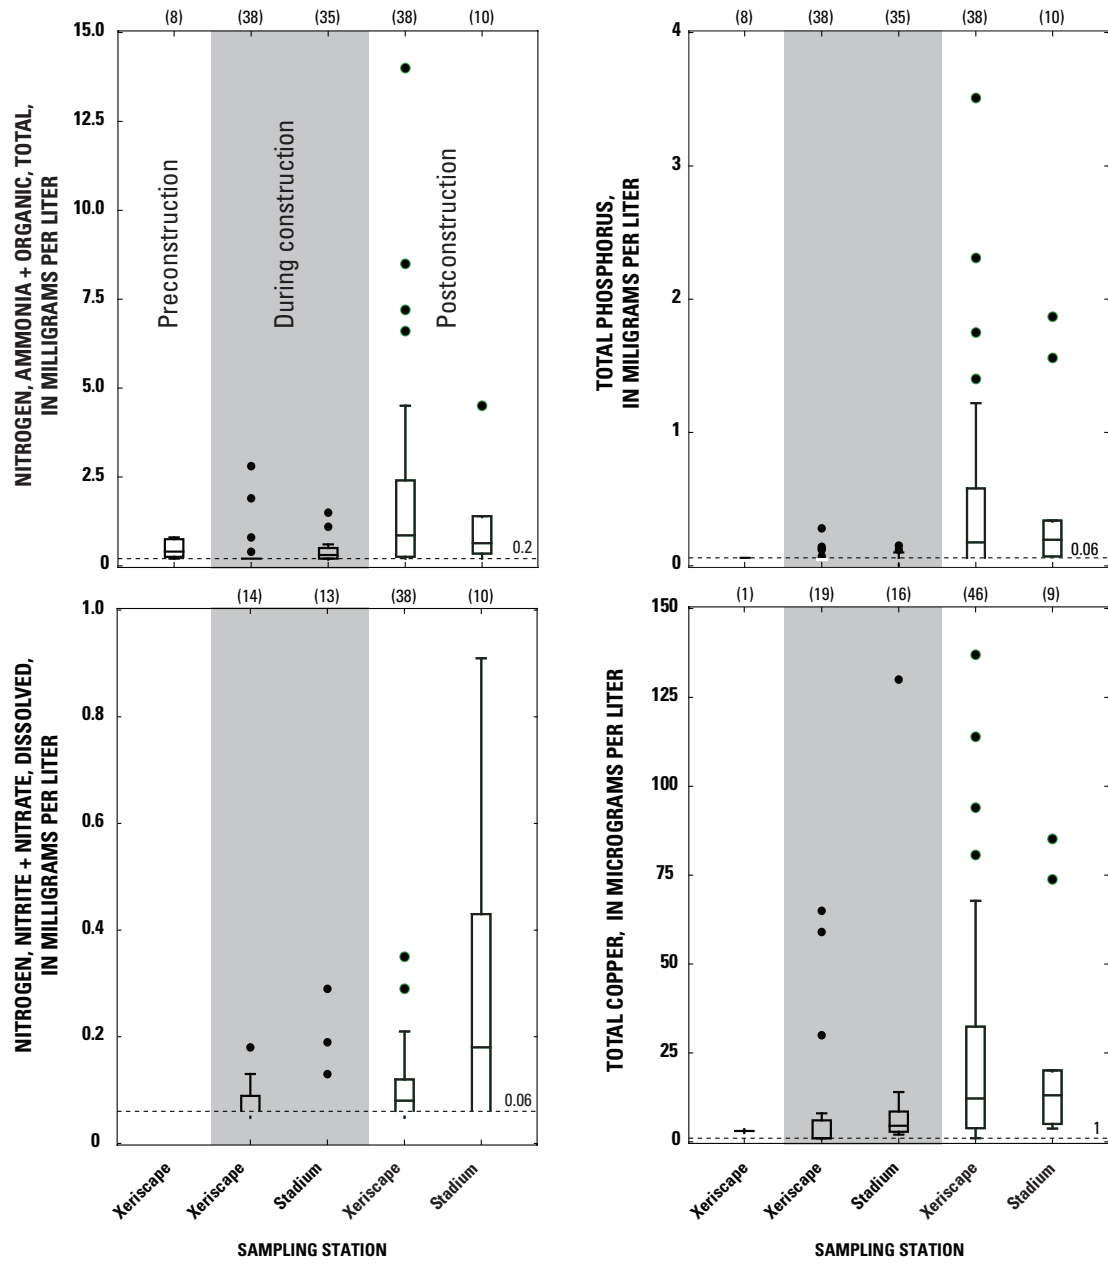 (8) (38) (35) (38) (10)
15.0
12.5
10.0
7.5
5.0
2.5
0
NITROGEN, AMMONIA + ORGANIC, TOTAL,
IN MILLIGRAMS PER LITER
Preconstruction
During construction
Postconstruction
0.2
(8) (38) (35) (38) (10)
4
3
2
1
0
TOTAL PHOSPHORUS,
IN MILIGRAMS PER LITER
0.06
(14) (13) (38) (10)
1.0
0.8
0.6
0.4
0.2
0
NITROGEN, NITRITE + NITRATE, DISSOLVED,
IN MILLIGRAMS PER LITER
0.06
Xeriscape Xeriscape Stadium Xeriscape Stadium
SAMPLING STATION
(1) (19) (16) (46) (9)
150
125
100
75
50
25
0
TOTAL COPPER, IN MICROGRAMS PER LITER
1
Xeriscape Xeriscape Stadium Xeriscape Stadium
SAMPLING STATION